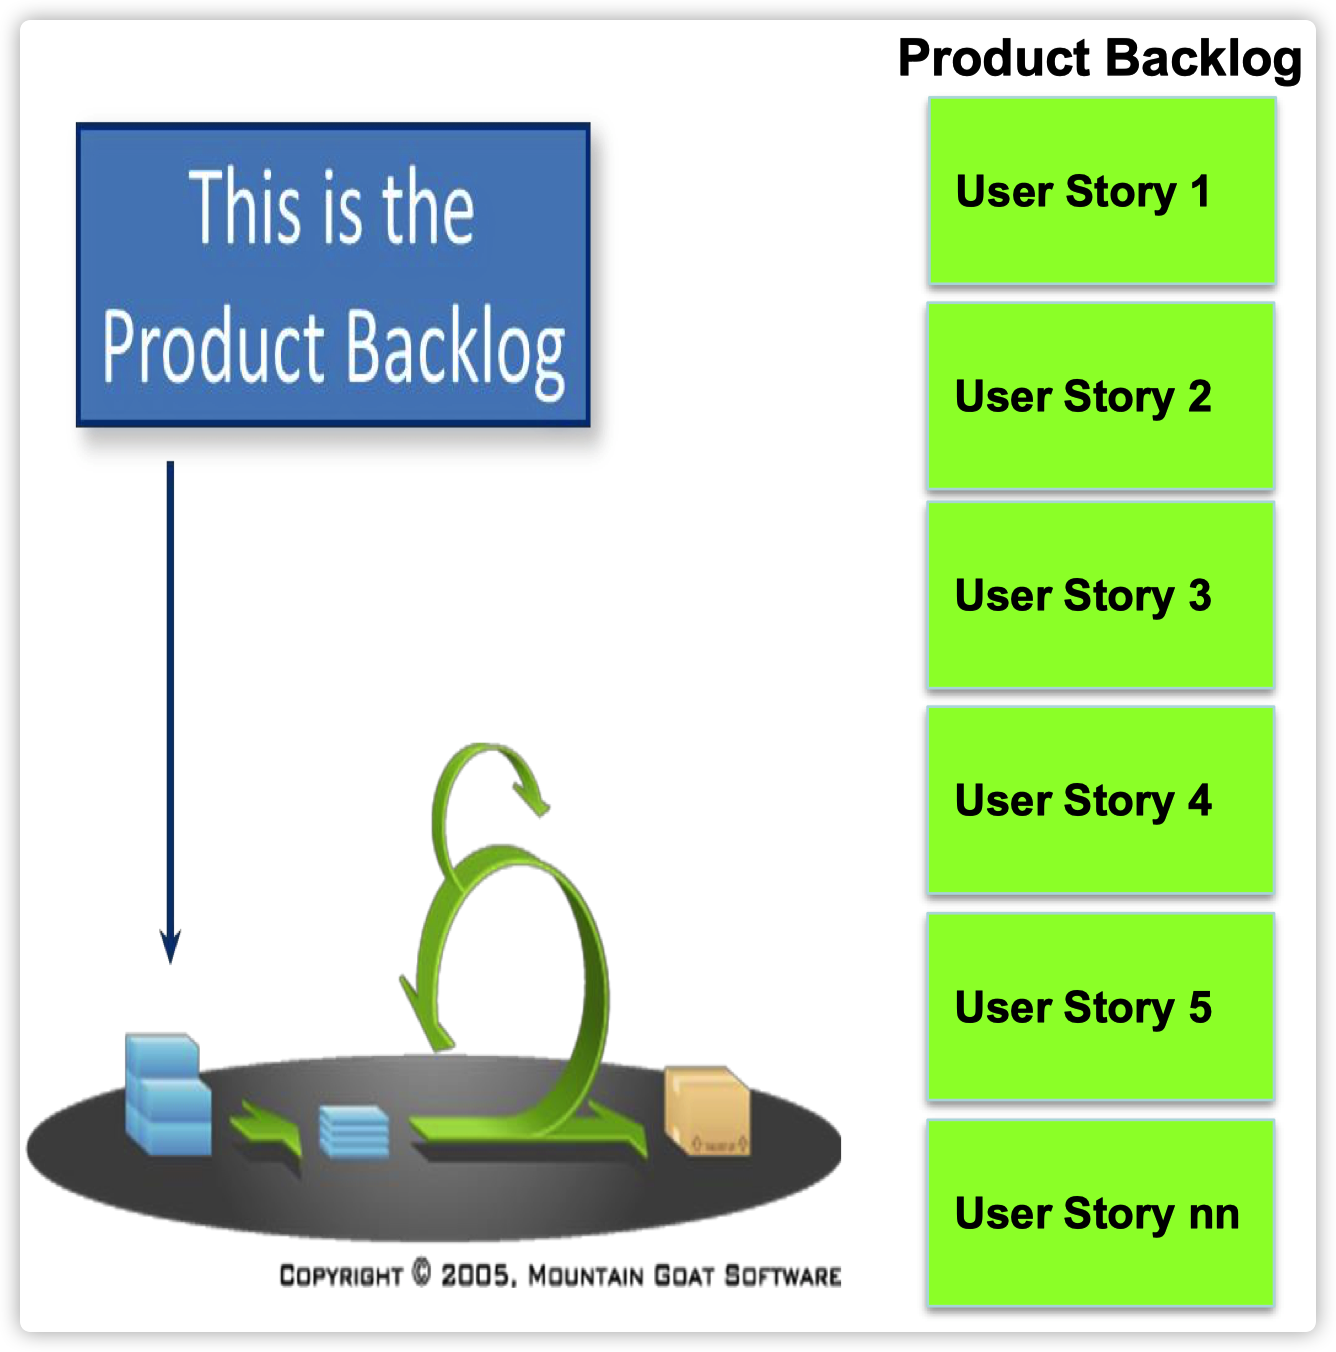 Product Backlog
This is the
Product Backlog
User Story 1
User Story 2
User Story 3
User Story 4
User Story 5
User Story nn
Copyright © 2005, Mountain Goat Software